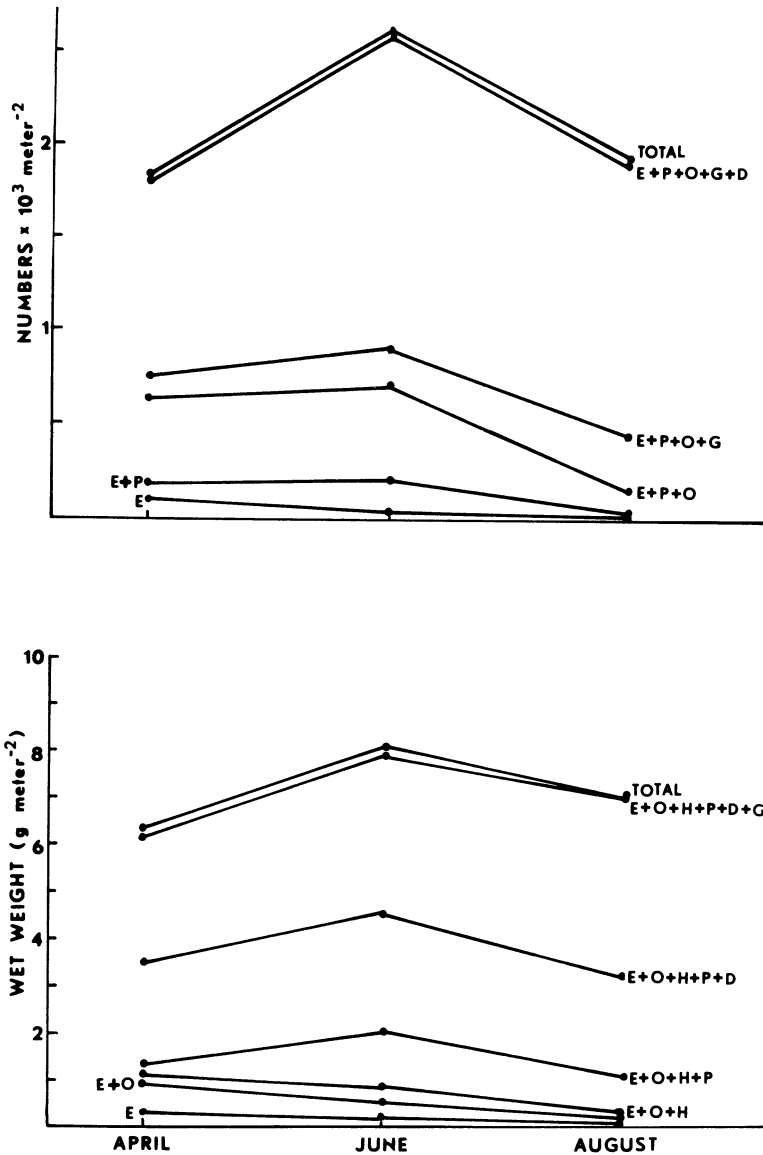 NUMBERS × 10³ meter⁻²
2
1
TOTAL
E+P+O+G+D
E+P+O+G
E+P+O
E+P
E
WET WEIGHT (g meter⁻²)
10
8
6
4
2
TOTAL
E+O+H+P+D+G
E+O+H+P+D
E+O+H+P
E+O+H
E+O
E
APRIL JUNE AUGUST